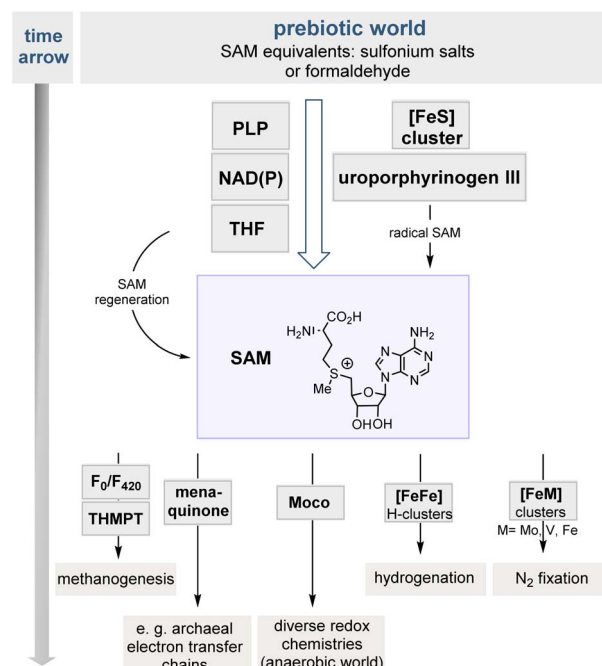 time
arrow
prebiotic world
SAM equivalents: sulfonium salts
or formaldehyde
PLP
NAD(P)
THF
[FeS]
cluster
uroporphyrinogen III
radical SAM
SAM
regeneration
SAM
H₂N
CO₂H
S
⊕
Me
O
OHOH
N
N
N
N
NH₂
F₀/F₄₂₀
THMPT
methanogenesis
mena-
quinone
e. g. archaeal
electron transfer
chains
Moco
diverse redox
chemistries
(anaerobic world)
[FeFe]
H-clusters
hydrogenation
[FeM]
clusters
M= Mo, V, Fe
N₂ fixation